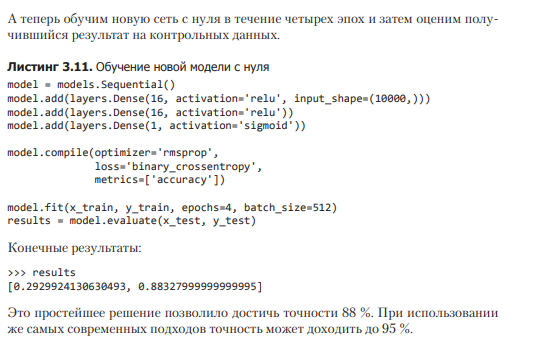 А теперь обучим новую сеть с нуля в течение четырех эпох и затем оценим полу-
чившийся результат на контрольных данных.
Листинг 3.11. Обучение новой модели с нуля
model = models.Sequential()
model.add(layers.Dense(16, activation='relu', input_shape=(10000,)))
model.add(layers.Dense(16, activation='relu'))
model.add(layers.Dense(1, activation='sigmoid'))
model.compile(optimizer='rmsprop',
loss='binary_crossentropy',
metrics=['accuracy'])
model.fit(x_train, y_train, epochs=4, batch_size=512)
results = model.evaluate(x_test, y_test)
Конечные результаты:
>>> results
[0.2929924130630493, 0.88327999999999995]
Это простейшее решение позволило достичь точности 88 %. При использовании
же самых современных подходов точность может доходить до 95 %.